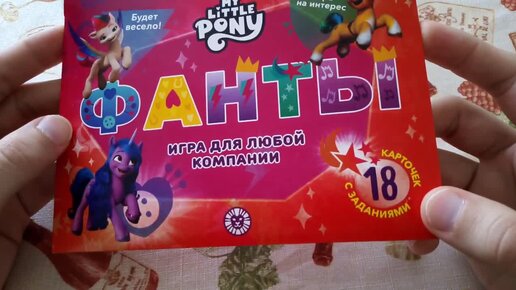 Будет
весело!
MY
LITTLE
PONY
на интерес
ФАНТЫ
ИГРА ДЛЯ ЛЮБОЙ
КОМПАНИИ
18
КАРТОЧЕК
С ЗАДАНИЯМИ